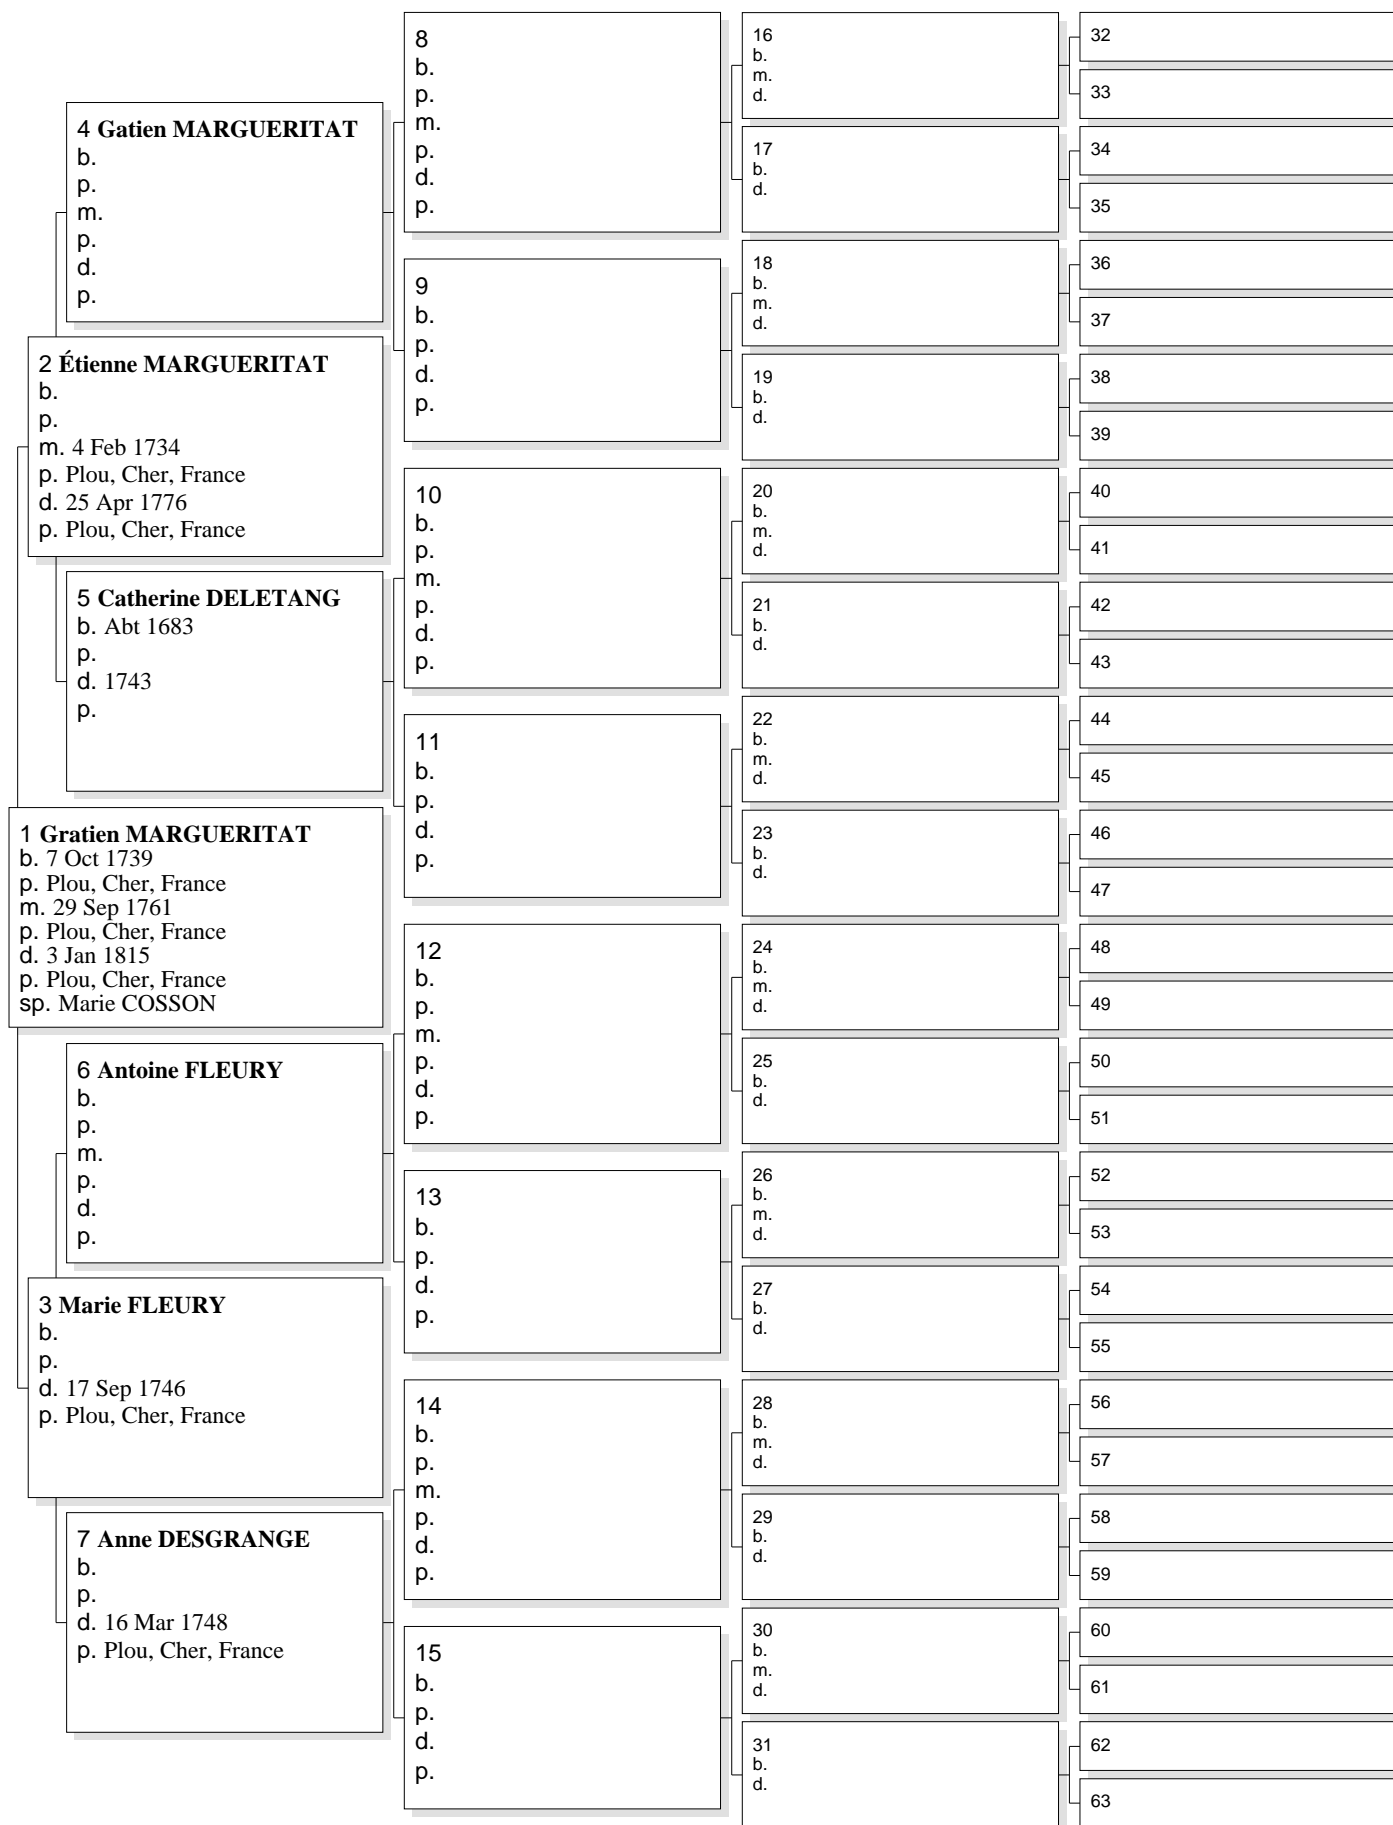 4 Gatien MARGUERITAT
b.
p.
m.
p.
d.
p.
2 Étienne MARGUERITAT
b.
p.
m. 4 Feb 1734
p. Plou, Cher, France
d. 25 Apr 1776
p. Plou, Cher, France
5 Catherine DELETANG
b. Abt 1683
p.
d. 1743
p.
1 Gratien MARGUERITAT
b. 7 Oct 1739
p. Plou, Cher, France
m. 29 Sep 1761
p. Plou, Cher, France
d. 3 Jan 1815
p. Plou, Cher, France
sp. Marie COSSON
6 Antoine FLEURY
b.
p.
m.
p.
d.
p.
3 Marie FLEURY
b.
p.
d. 17 Sep 1746
p. Plou, Cher, France
7 Anne DESGRANGE
b.
p.
d. 16 Mar 1748
p. Plou, Cher, France
8
b.
p.
m.
p.
d.
p.
9
b.
p.
d.
p.
10
b.
p.
m.
p.
d.
p.
11
b.
p.
d.
p.
12
b.
p.
m.
p.
d.
p.
13
b.
p.
d.
p.
14
b.
p.
m.
p.
d.
p.
15
b.
p.
d.
p.
16
b.
m.
d.
17
b.
d.
18
b.
m.
d.
19
b.
d.
20
b.
m.
d.
21
b.
d.
22
b.
m.
d.
23
b.
d.
24
b.
m.
d.
25
b.
d.
26
b.
m.
d.
27
b.
d.
28
b.
m.
d.
29
b.
d.
30
b.
m.
d.
31
b.
d.
32
33
34
35
36
37
38
39
40
41
42
43
44
45
46
47
48
49
50
51
52
53
54
55
56
57
58
59
60
61
62
63